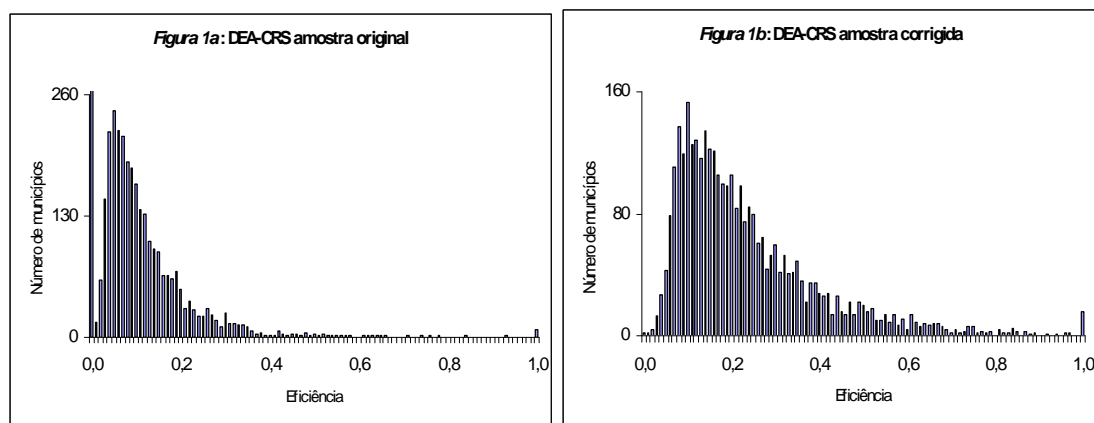 Figura 1a: DEA-CRS amostra original
260
130
0
Número de municípios
0,0 0,2 0,4 0,6 0,8 1,0
Eficiência
Figura 1b: DEA-CRS amostra corrigida
160
80
0
Número de municípios
0,0 0,2 0,4 0,6 0,8 1,0
Eficiência